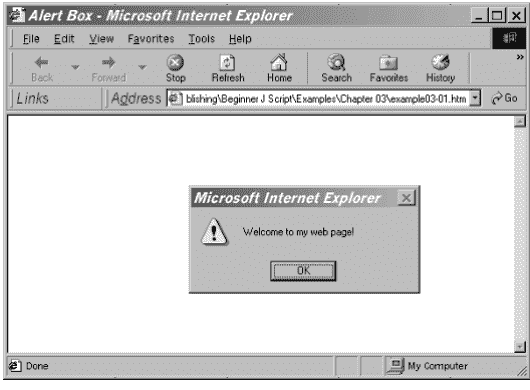 Alert Box - Microsoft Internet Explorer
File Edit View Favorites Tools Help
Back Forward Stop Refresh Home Search Favorites History »
Links Address blishing\Beginner J Script\Examples\Chapter 03\example03-01.htm Go
Microsoft Internet Explorer
Welcome to my web page!
OK
Done My Computer